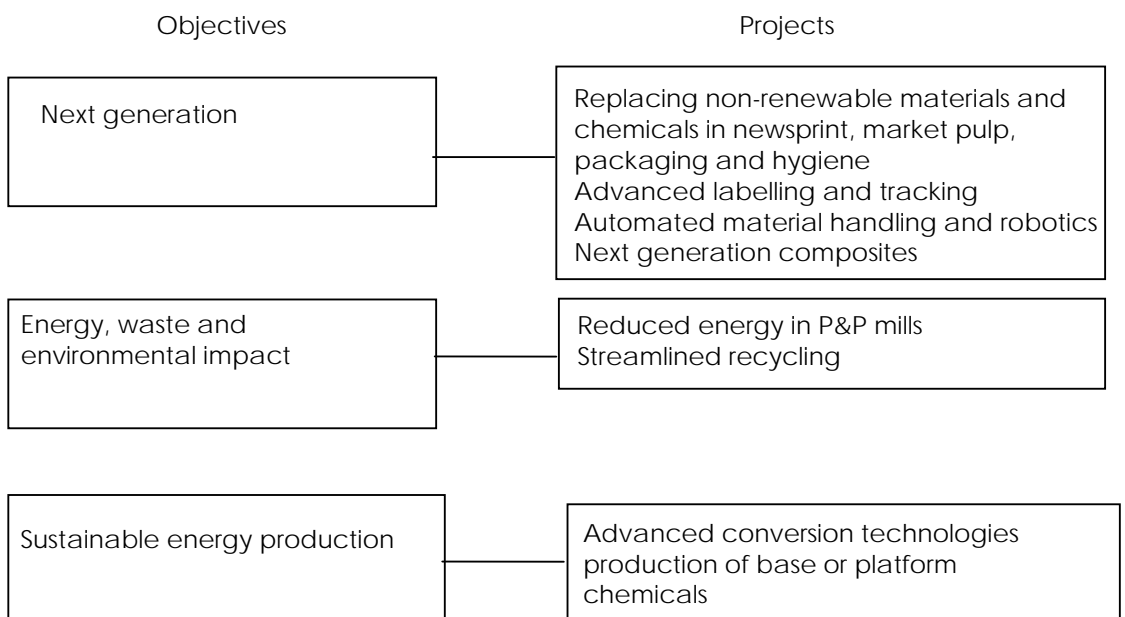 Objectives
Projects
Next generation
Replacing non-renewable materials and
chemicals in newsprint, market pulp,
packaging and hygiene
Advanced labelling and tracking
Automated material handling and robotics
Next generation composites
Energy, waste and
environmental impact
Reduced energy in P&P mills
Streamlined recycling
Sustainable energy production
Advanced conversion technologies
production of base or platform
chemicals